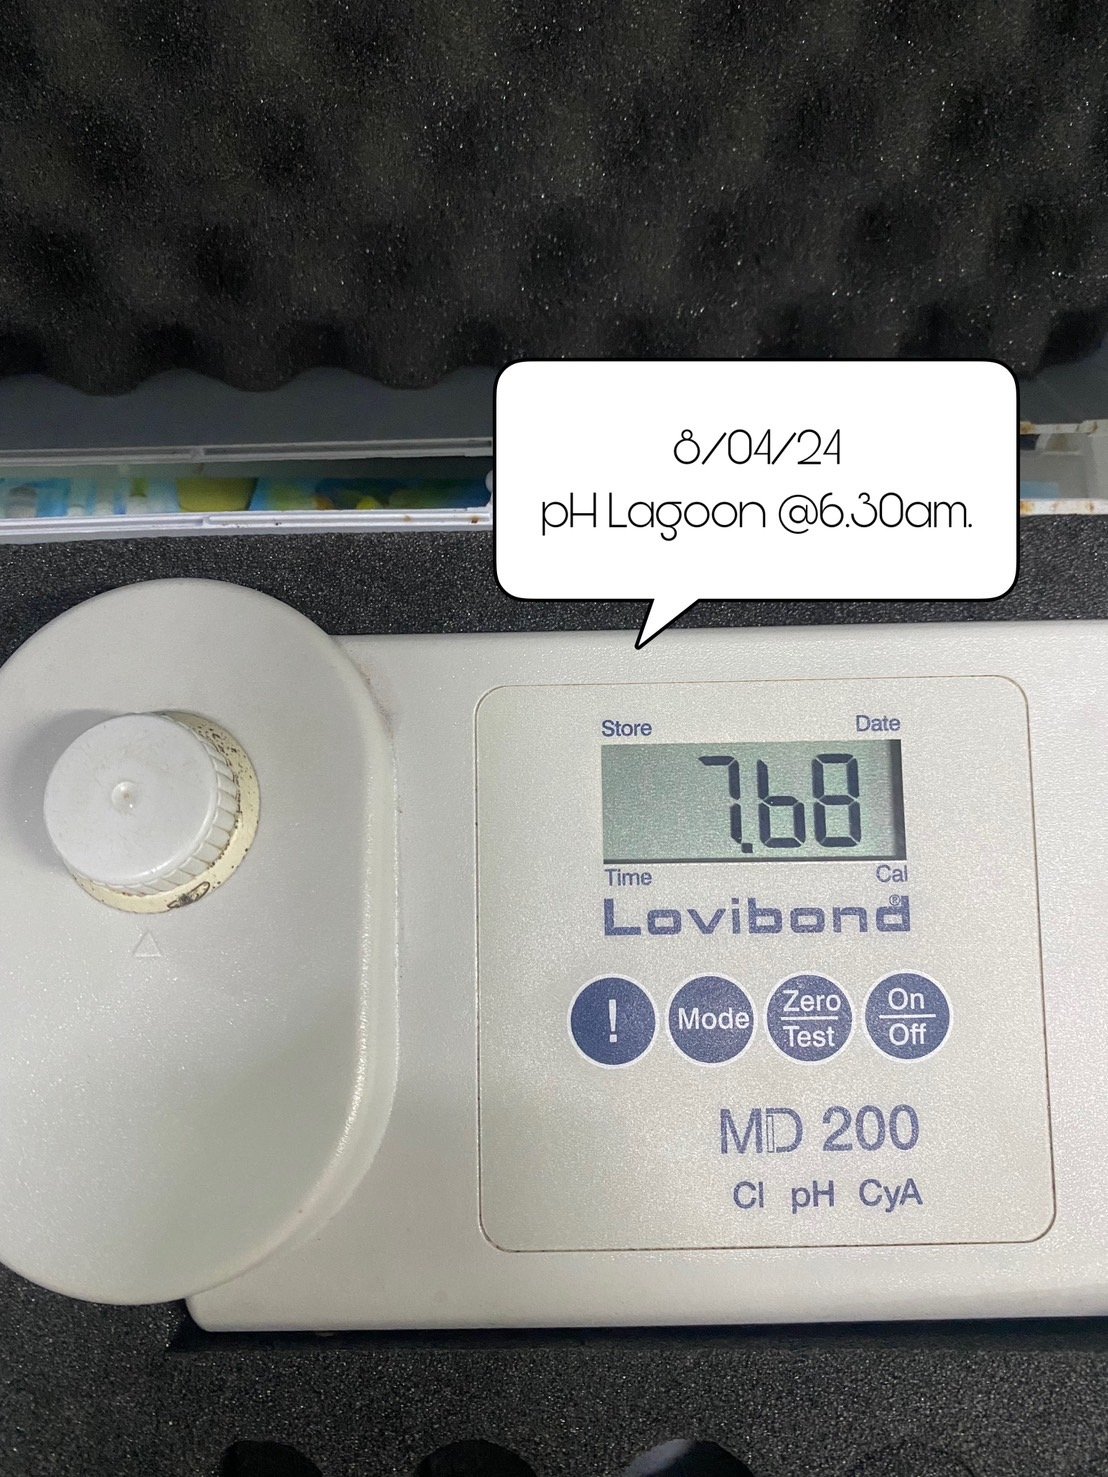 8/04/24
pH Lagoon @6.30am.
Store Date
7.68
Time Cal
Lovibond®
! Mode Zero Test On Off
MD 200
Cl pH CyA